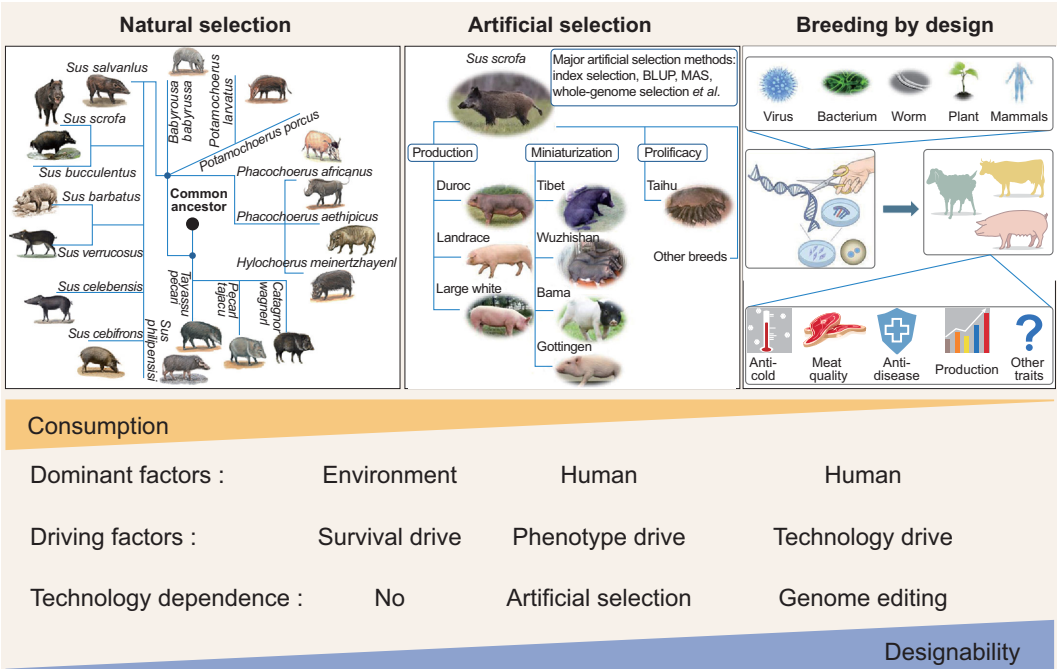 Natural selection
Artificial selection
Breeding by design
Sus salvanlus
Babyrousa
babyrussa
Potamochoerus
larvatus
Potamochoerus porcus
Sus scrofa
Sus bucculentus
Phacochoerus africanus
Sus barbatus
Common
ancestor
Phacochoerus aethipicus
Sus verrucosus
Hylochoerus meinertzhayenl
Sus celebensis
Tayassu
pecari
Pecari
tajacu
Catagnor
wagnerl
Sus cebifrons
Sus
philipensisi
Sus scrofa
Major artificial selection methods:
index selection, BLUP, MAS,
whole-genome selection et al.
Production
Miniaturization
Prolificacy
Duroc
Tibet
Taihu
Landrace
Wuzhishan
Other breeds
Large white
Bama
Gottingen
Virus
Bacterium
Worm
Plant
Mammals
Anti-
cold
Meat
quality
Anti-
disease
Production
?
Other
traits
Consumption
Dominant factors : Environment Human Human
Driving factors : Survival drive Phenotype drive Technology drive
Technology dependence : No Artificial selection Genome editing
Designability